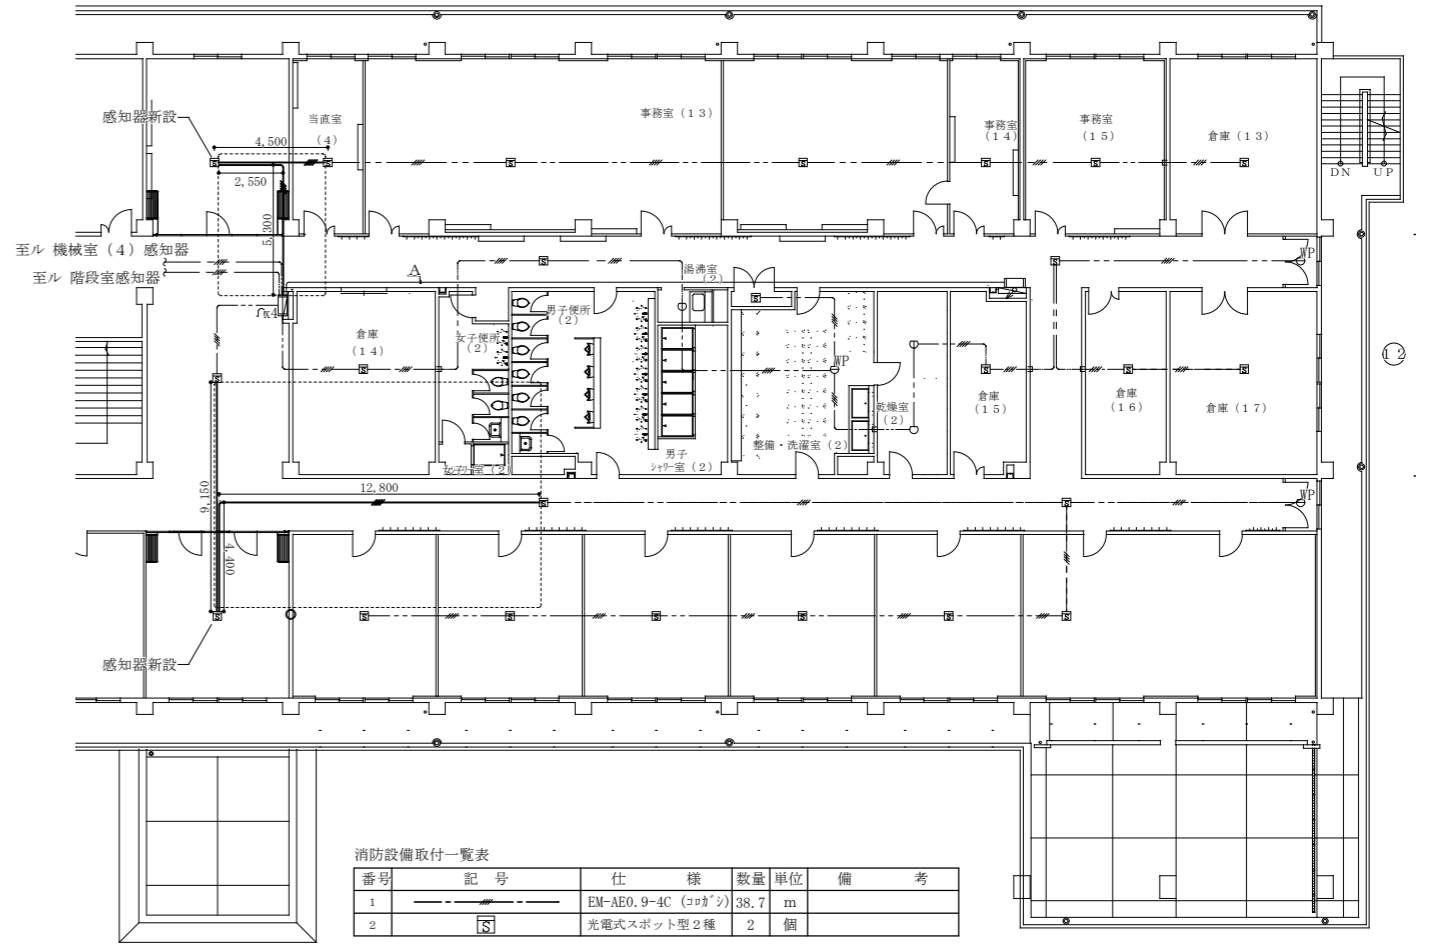 感知器新設
当直室
(4)
事務室(13)
事務室
(14)
事務室
(15)
倉庫(13)
4,500
2,550
5,300
DN
UP
至ル 機械室(4)感知器
至ル 階段室感知器
A
湯沸室
(2)
WP
x4
倉庫
(14)
女子便所
(2)
男子便所
(2)
WP
乾燥室
(2)
倉庫
(15)
倉庫
(16)
倉庫(17)
12
男子
シャワー室(2)
整備・洗濯室(2)
9,150
12,800
4,400
WP
感知器新設
消防設備取付一覧表
番号 記号 仕様 数量 単位 備考
1 EM-AE0.9-4C (コロガシ) 38.7 m
2 S 光電式スポット型2種 2 個